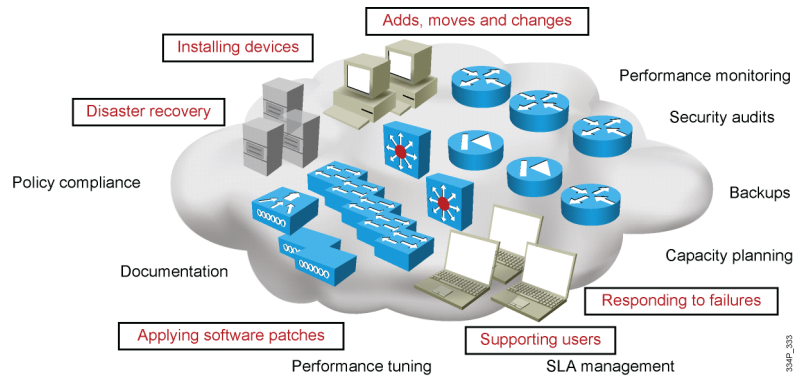 Adds, moves and changes
Installing devices
Performance monitoring
Disaster recovery
Security audits
Policy compliance
Backups
Capacity planning
Documentation
Responding to failures
Applying software patches
Supporting users
Performance tuning
SLA management
334P_333